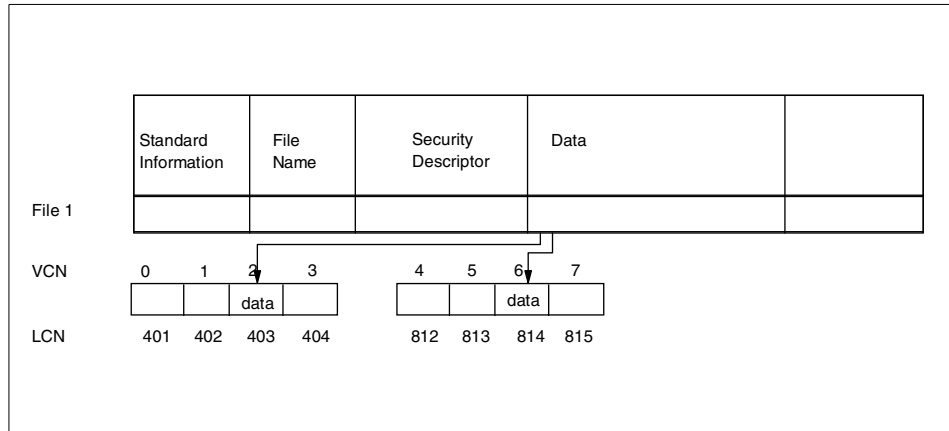 Standard Information
File Name
Security Descriptor
Data
File 1
VCN 0 1 2 3 4 5 6 7
data data
LCN 401 402 403 404 812 813 814 815